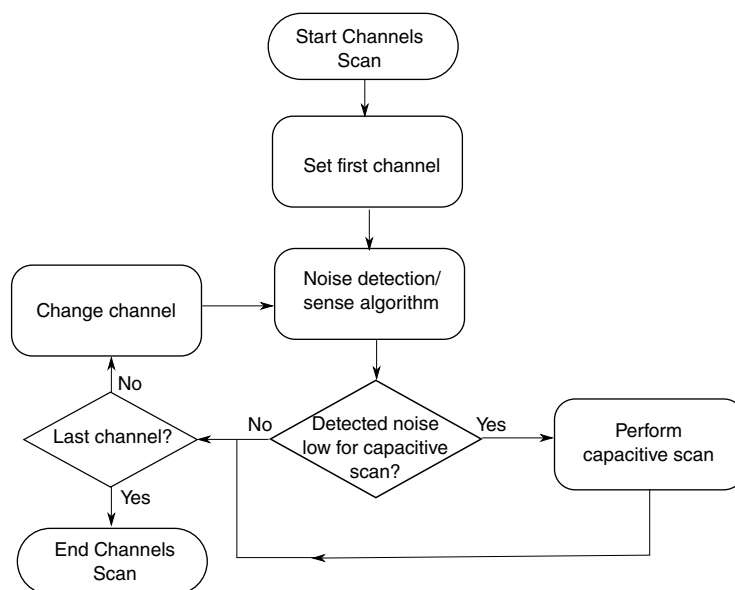 Start Channels
Scan
Set first channel
Noise detection/
sense algorithm
Change channel
No
Last channel?
No
Detected noise
low for capacitive
scan?
Yes
Perform
capacitive scan
Yes
End Channels
Scan